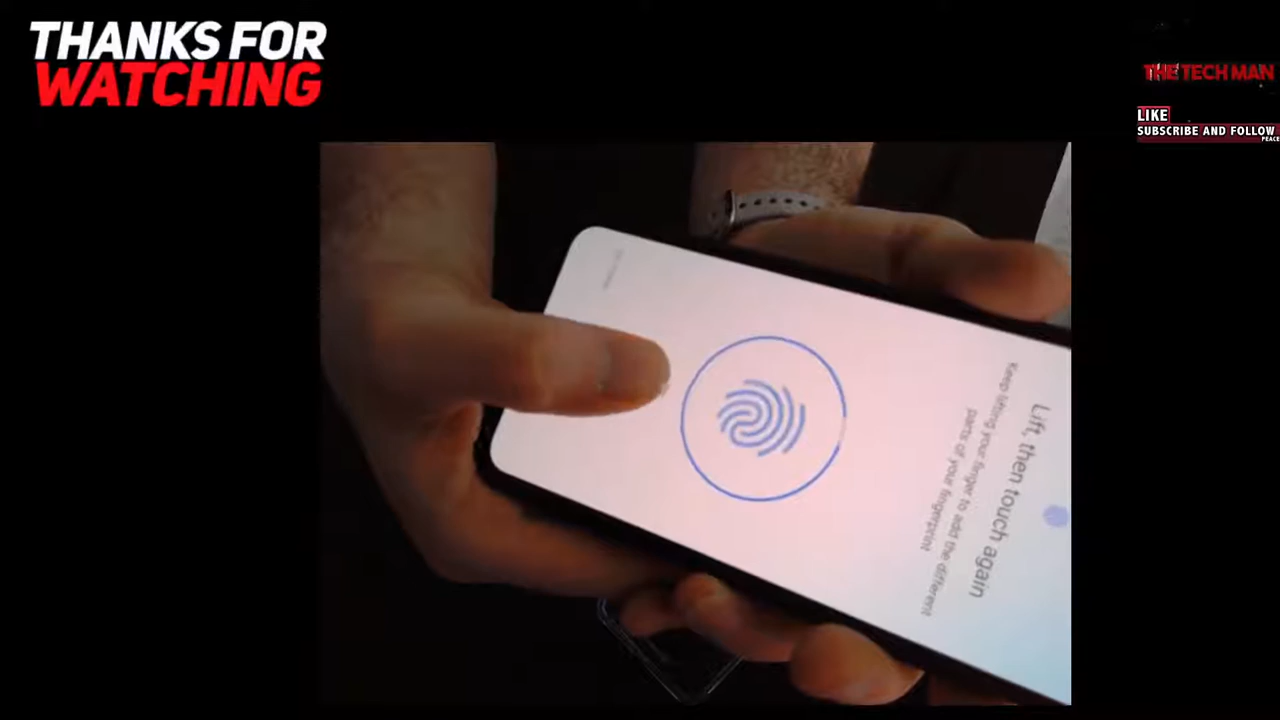 THANKS FOR
WATCHING
THE TECH MAN
LIKE
SUBSCRIBE AND FOLLOW
PEACE
Lift, then touch again
Keep lifting your finger to add the different
parts of your fingerprint